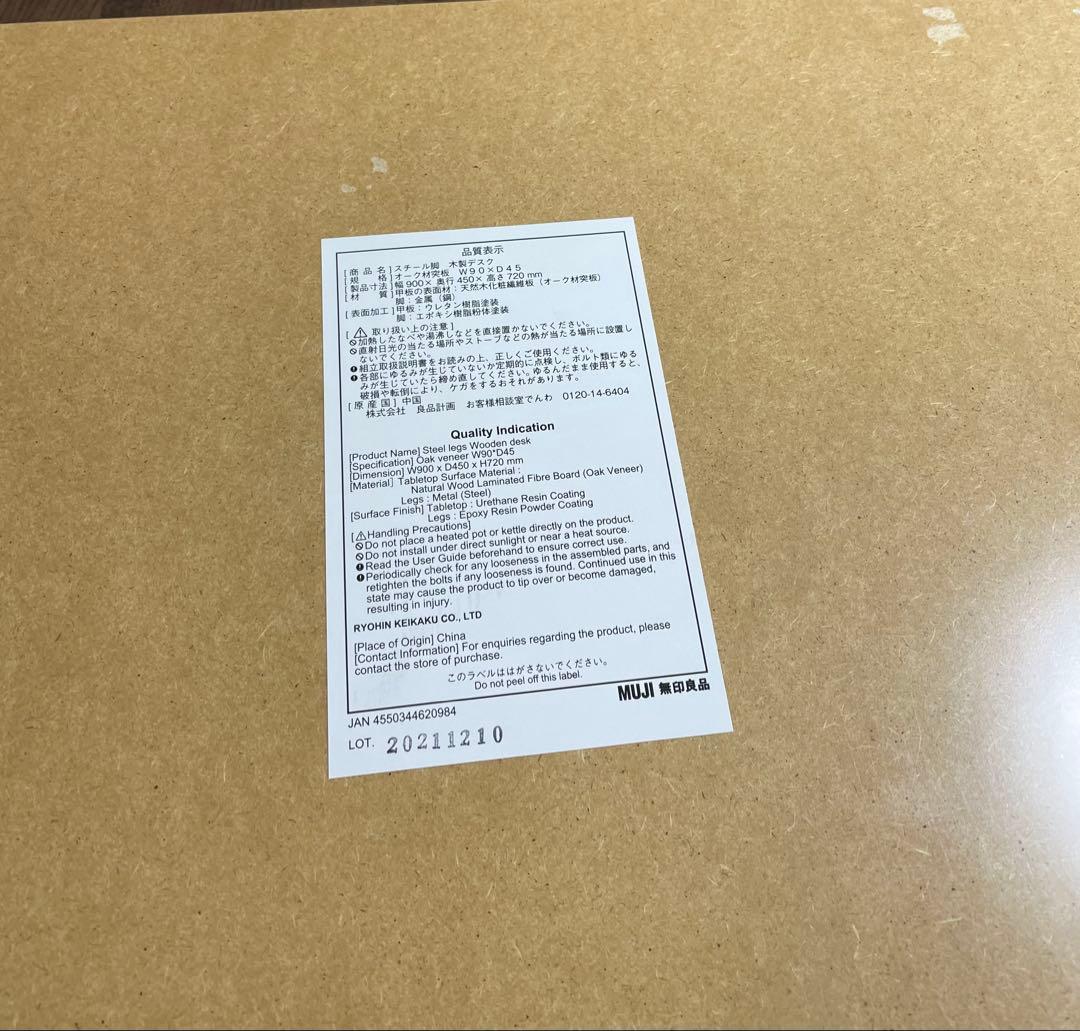 品質表示
[商品名] スチール脚 木製デスク
[規格] オーク材突板 W90×D45
[製品寸法] 幅900×奥行450×高さ720mm
[材質] 甲板の表面材:天然木化粧繊維板(オーク材突板)
脚:金属(鋼)
[表面加工] 甲板:ウレタン樹脂塗装
脚:エポキシ樹脂粉体塗装
[⚠取り扱い上の注意]
🚫加熱したなべや湯沸しなどを直接置かないでください。
🚫直射日光の当たる場所やストーブなどの熱が当たる場所に設置し
ないでください。
❗組立取扱説明書をお読みの上、正しくご使用ください。
❗各部にゆるみが生じていないか定期的に点検し、ボルト類にゆる
みが生じていたら締め直してください。ゆるんだまま使用すると、
破損や転倒により、ケガをするおそれがあります。
[原産国] 中国
株式会社 良品計画 お客様相談室でんわ 0120-14-6404
Quality Indication
[Product Name] Steel legs Wooden desk
[Specification] Oak veneer W90*D45
[Dimension] W900 x D450 x H720 mm
[Material] Tabletop Surface Material :
Natural Wood Laminated Fibre Board (Oak Veneer)
Legs : Metal (Steel)
[Surface Finish] Tabletop : Urethane Resin Coating
Legs : Epoxy Resin Powder Coating
[⚠Handling Precautions]
🚫Do not place a heated pot or kettle directly on the product.
🚫Do not install under direct sunlight or near a heat source.
❗Read the User Guide beforehand to ensure correct use.
❗Periodically check for any looseness in the assembled parts, and
retighten the bolts if any looseness is found. Continued use in this
state may cause the product to tip over or become damaged,
resulting in injury.
RYOHIN KEIKAKU CO., LTD
[Place of Origin] China
[Contact Information] For enquiries regarding the product, please
contact the store of purchase.
このラベルははがさないでください。
Do not peel off this label.
MUJI 無印良品
JAN 4550344620984
LOT. 20211210